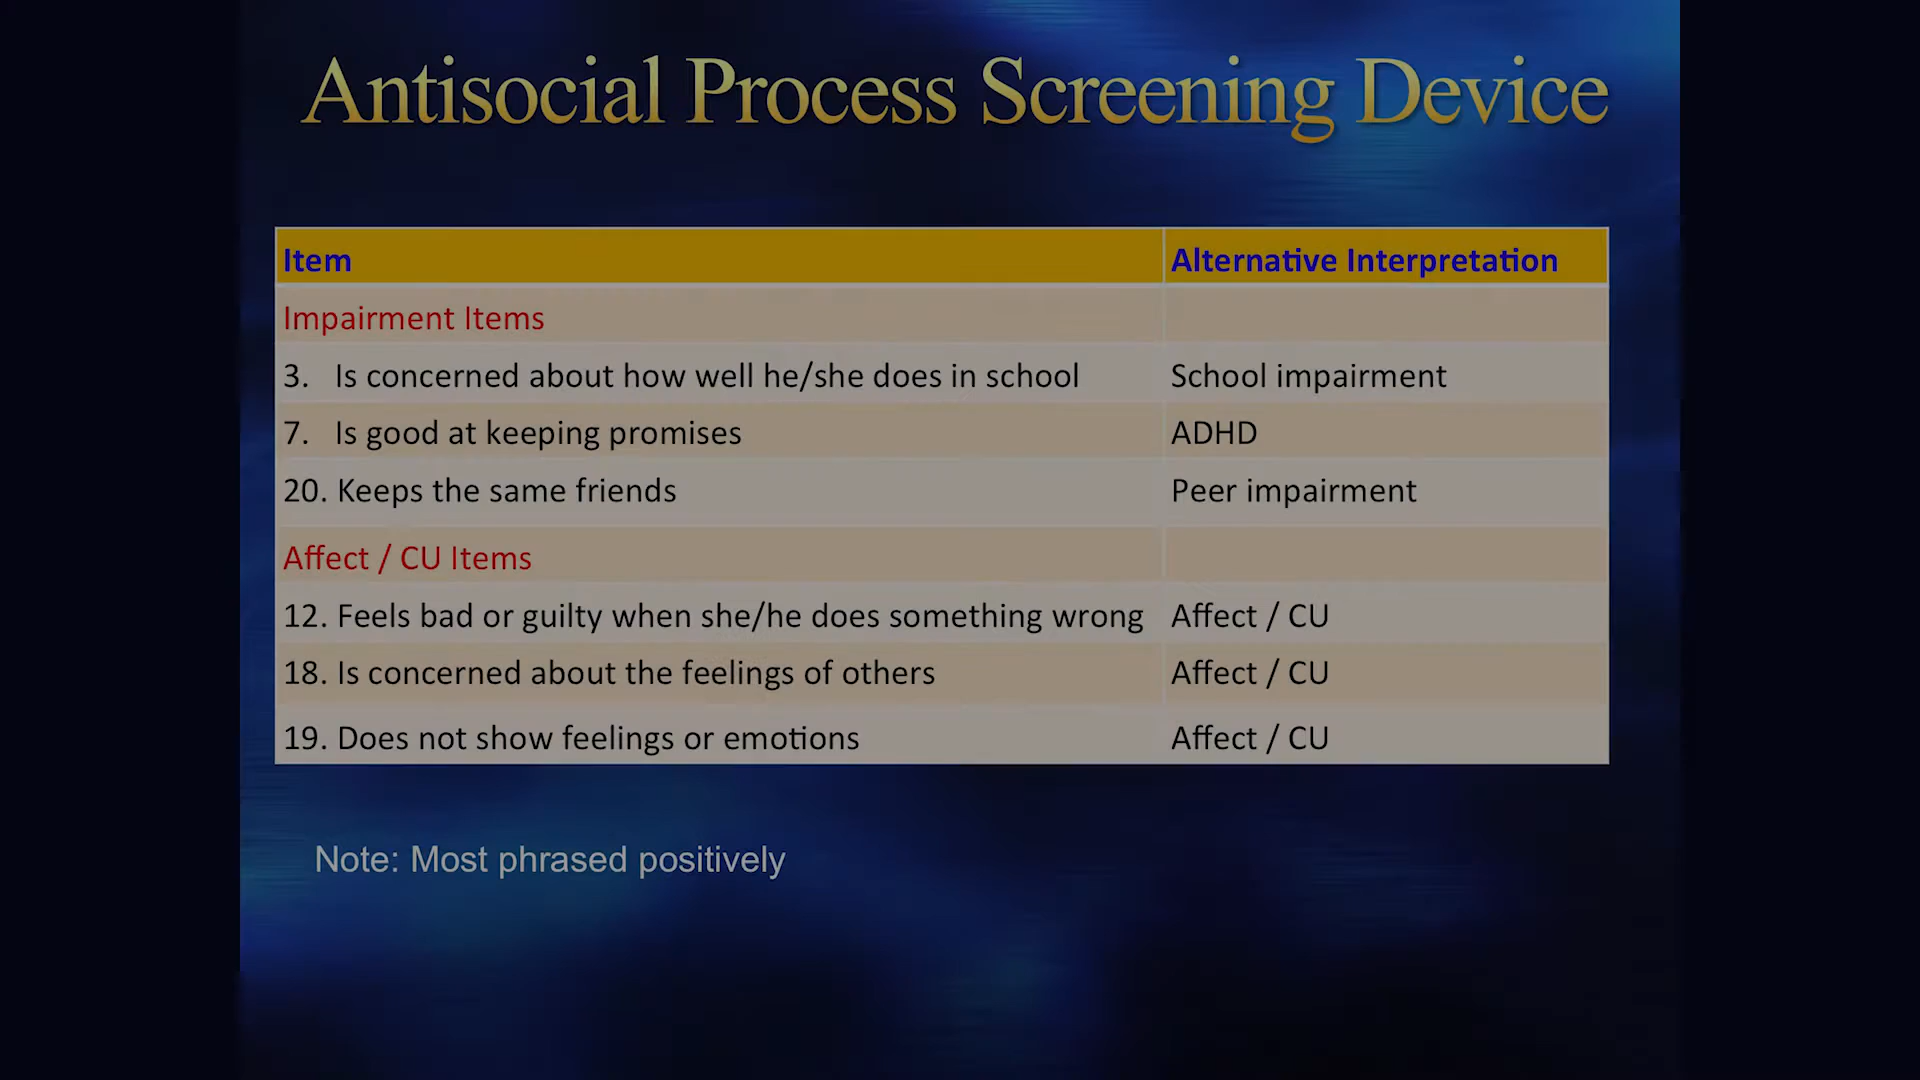 Antisocial Process Screening Device
Item Alternative Interpretation
Impairment Items
3. Is concerned about how well he/she does in school School impairment
7. Is good at keeping promises ADHD
20. Keeps the same friends Peer impairment
Affect / CU Items
12. Feels bad or guilty when she/he does something wrong Affect / CU
18. Is concerned about the feelings of others Affect / CU
19. Does not show feelings or emotions Affect / CU
Note: Most phrased positively